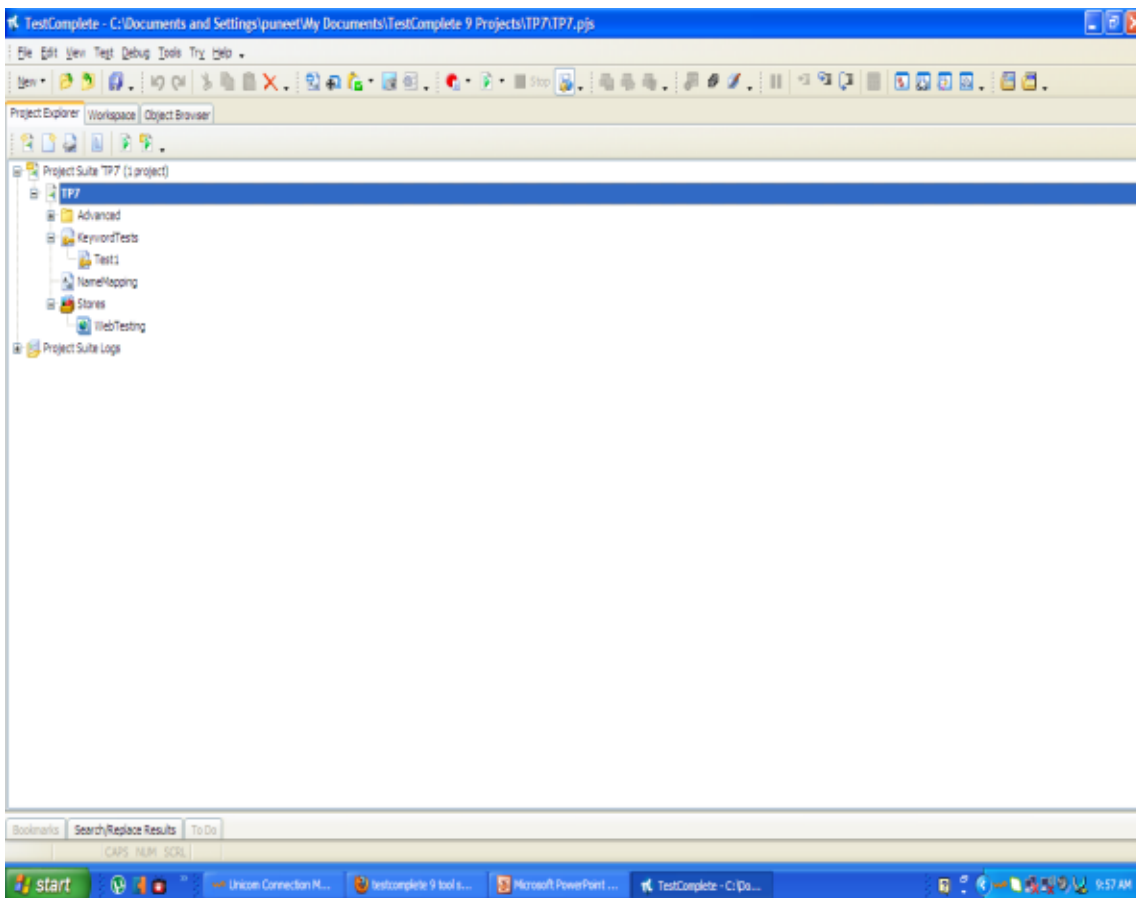 TestComplete - C:\Documents and Settings\puneet\My Documents\TestComplete 9 Projects\TP7\TP7.pjs
File Edit View Test Debug Tools Try Help
New
Stop
Project Explorer Workspace Object Browser
Project Suite 'TP7' (1 project)
TP7
Advanced
KeywordTests
Test1
NameMapping
Stores
WebTesting
Project Suite Logs
Bookmarks Search/Replace Results To Do
CAPS NUM SCRL
start Unicom Connection M... testcomplete 9 tool s... Microsoft PowerPoint ... TestComplete - C:\Do... 9:57 AM